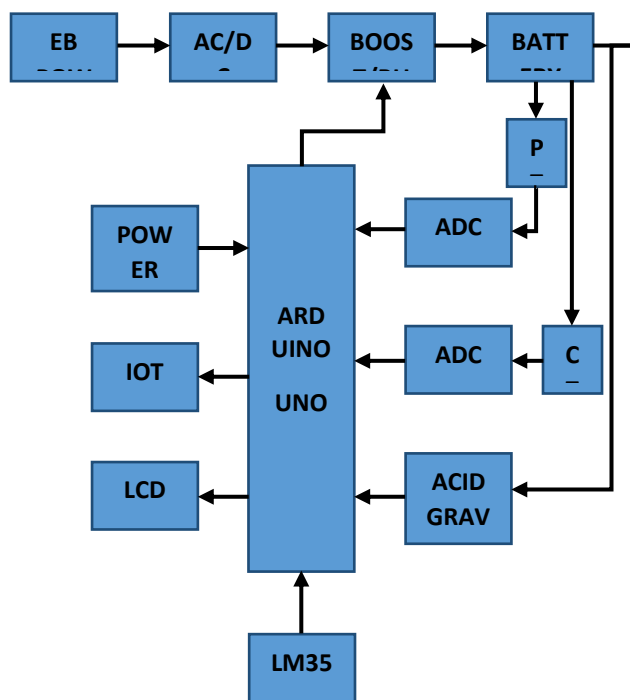 EB
AC/D
BOOS
BATT
P
POW
ER
ADC
ARD
UINO
UNO
IOT
ADC
C
LCD
ACID
GRAV
LM35